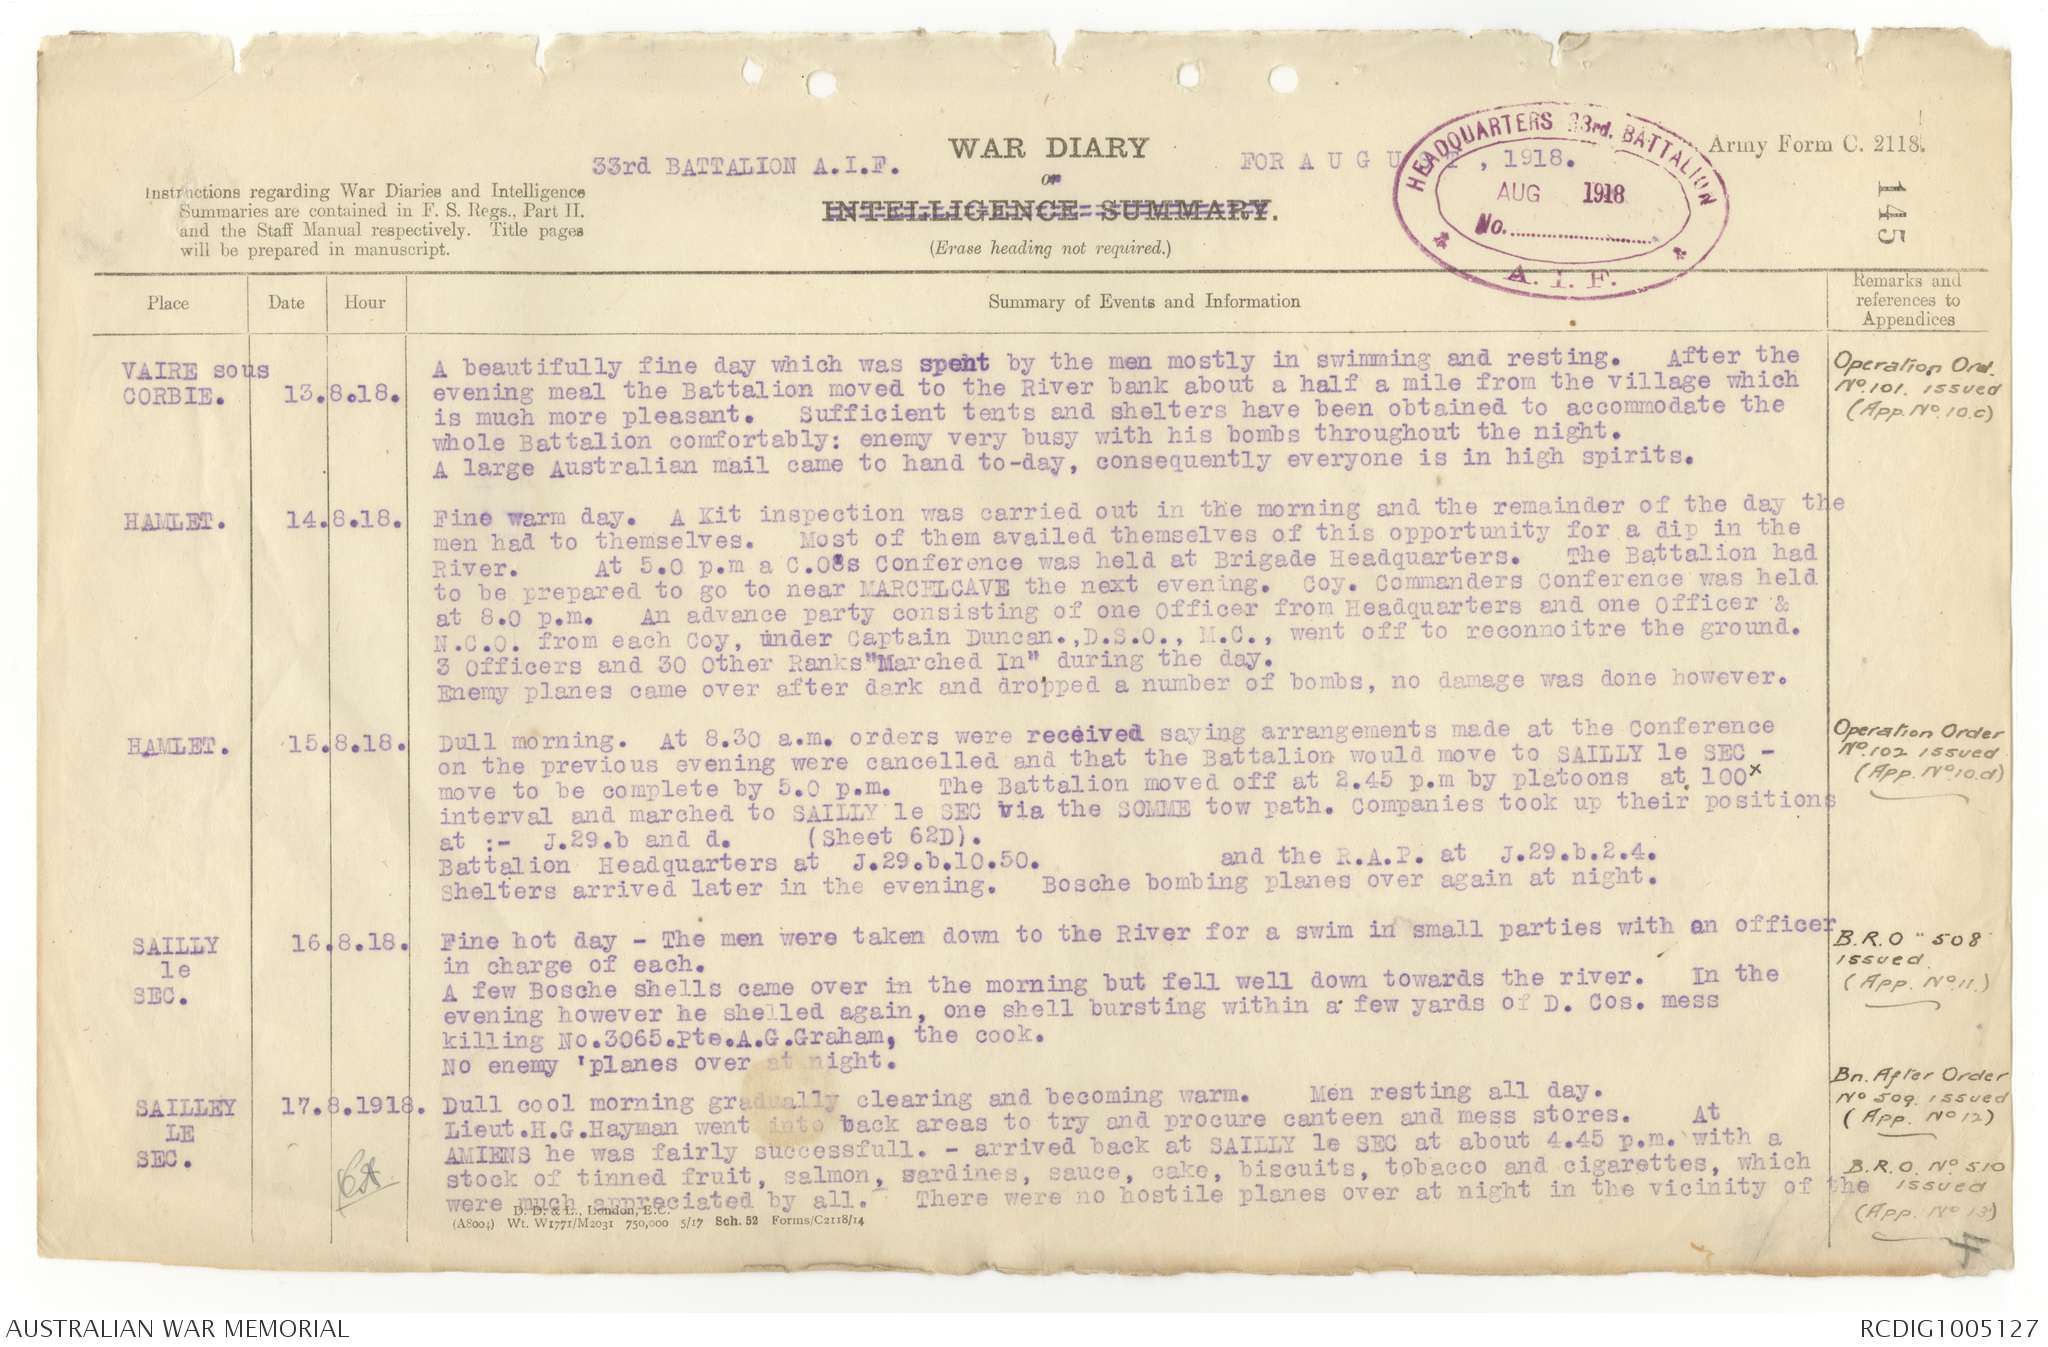 33rd BATTALION A.I.F.
WAR DIARY
or
INTELLIGENCE SUMMARY.
(Erase heading not required.)
FOR A U G U S T , 1918.
HEADQUARTERS 33rd. BATTALION
AUG 1918
No.
A. I. F.
Army Form C. 2118.
145
Instructions regarding War Diaries and Intelligence
Summaries are contained in F. S. Regs., Part II.
and the Staff Manual respectively. Title pages
will be prepared in manuscript.
Place
Date
Hour
Summary of Events and Information
Remarks and
references to
Appendices
VAIRE sous
CORBIE.
13.8.18.
A beautifully fine day which was spent by the men mostly in swimming and resting. After the
evening meal the Battalion moved to the River bank about a half a mile from the village which
is much more pleasant. Sufficient tents and shelters have been obtained to accommodate the
whole Battalion comfortably: enemy very busy with his bombs throughout the night.
A large Australian mail came to hand to-day, consequently everyone is in high spirits.
Operation Ord.
No. 101. issued
(App. No. 10.c)
HAMLET.
14.8.18.
Fine warm day. A Kit inspection was carried out in the morning and the remainder of the day the
men had to themselves. Most of them availed themselves of this opportunity for a dip in the
River. At 5.0 p.m a C.O's Conference was held at Brigade Headquarters. The Battalion had
to be prepared to go to near MARCELCAVE the next evening. Coy. Commanders Conference was held
at 8.0 p.m. An advance party consisting of one Officer from Headquarters and one Officer &
N.C.O. from each Coy, under Captain Duncan.,D.S.O., M.C., went off to reconnoitre the ground.
3 Officers and 30 Other Ranks"Marched In" during the day.
Enemy planes came over after dark and dropped a number of bombs, no damage was done however.
HAMLET.
15.8.18.
Dull morning. At 8.30 a.m. orders were received saying arrangements made at the Conference
on the previous evening were cancelled and that the Battalion would move to SAILLY le SEC -
move to be complete by 5.0 p.m. The Battalion moved off at 2.45 p.m by platoons at 100x
interval and marched to SAILLY le SEC via the SOMME tow path. Companies took up their positions
at :- J.29.b and d. (Sheet 62D).
Battalion Headquarters at J.29.b.10.50. and the R.A.P. at J.29.b.2.4.
Shelters arrived later in the evening. Bosche bombing planes over again at night.
Operation Order
No. 102 issued
(App. No 10.d)
SAILLY
le
SEC.
16.8.18.
Fine hot day - The men were taken down to the River for a swim in small parties with an officer
in charge of each.
A few Bosche shells came over in the morning but fell well down towards the river. In the
evening however he shelled again, one shell bursting within a few yards of D. Cos. mess
killing No.3065.Pte.A.G.Graham, the cook.
No enemy 'planes over at night.
B.R.O " 508
issued
(App. No 11.)
SAILLEY
LE
SEC.
17.8.1918.
Dull cool morning gradually clearing and becoming warm. Men resting all day.
Lieut.H.G.Hayman went into back areas to try and procure canteen and mess stores. At
AMIENS he was fairly successfull. - arrived back at SAILLY le SEC at about 4.45 p.m. with a
stock of tinned fruit, salmon, sardines, sauce, cake, biscuits, tobacco and cigarettes, which
were much appreciated by all. There were no hostile planes over at night in the vicinity of the
Bn. After Order
No 509. issued
(App. No 12)
B.R.O. No 510
issued
(App. No 13)
4
D. D. & L., London, E.C.
(A8004) Wt. W1771/M2031 750,000 5/17 Sch. 52 Forms/C2118/14
AUSTRALIAN WAR MEMORIAL
RCDIG1005127